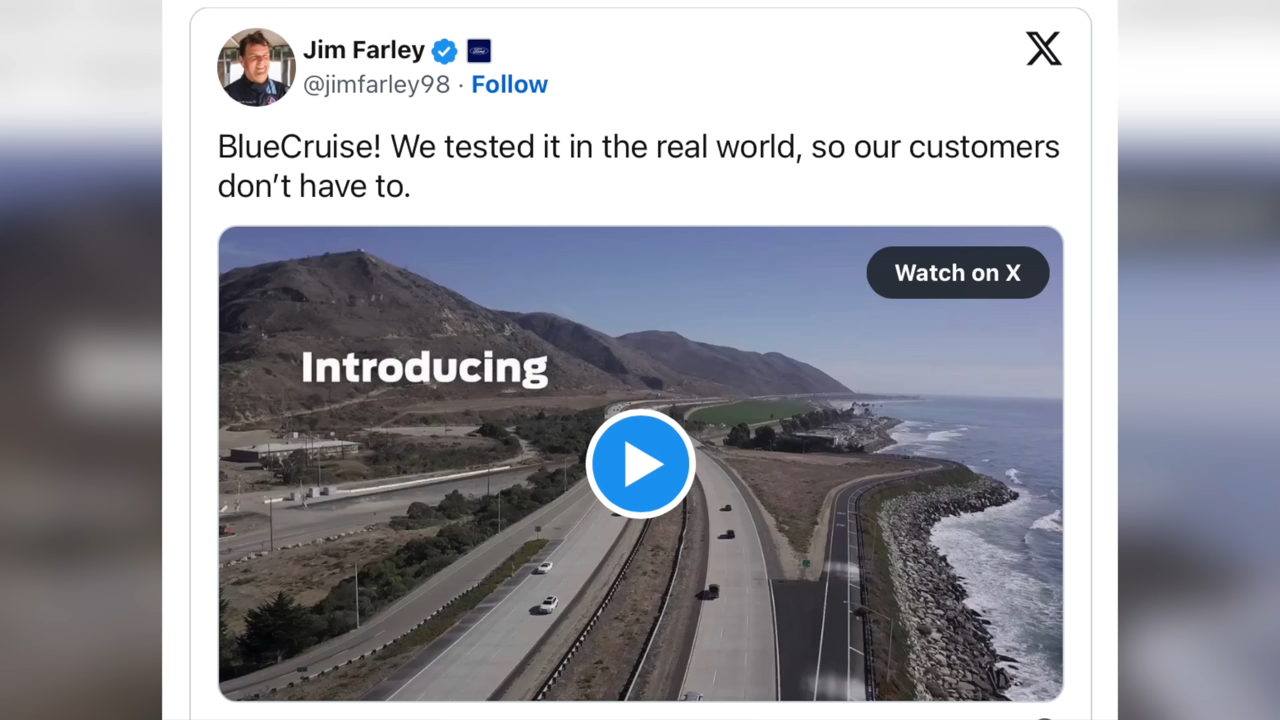 Jim Farley
@jimfarley98 · Follow
BlueCruise! We tested it in the real world, so our customers
don’t have to.
Watch on X
Introducing